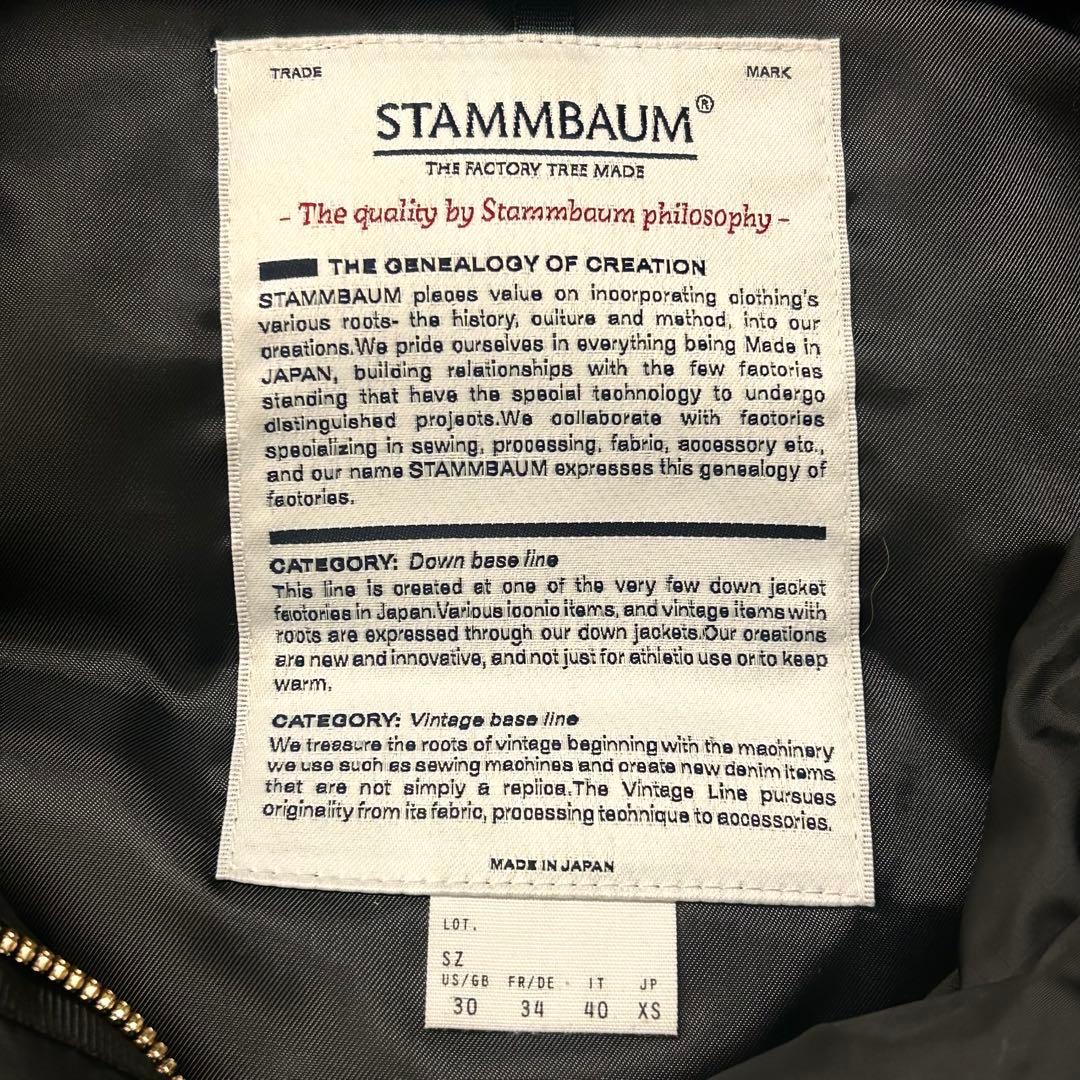 TRADE MARK
STAMMBAUM®
THE FACTORY TREE MADE
- The quality by Stammbaum philosophy -
THE GENEALOGY OF CREATION
STAMMBAUM places value on incorporating clothing's
various roots- the history, culture and method, into our
creations.We pride ourselves in everything being Made in
JAPAN, building relationships with the few factories
standing that have the special technology to undergo
distinguished projects.We collaborate with factories
specializing in sewing, processing, fabric, accessory etc.,
and our name STAMMBAUM expresses this genealogy of
factories.
CATEGORY: Down base line
This line is created at one of the very few down jacket
factories in Japan.Various iconic items, and vintage items with
roots are expressed through our down jackets.Our creations
are new and innovative, and not just for athletic use or to keep
warm.
CATEGORY: Vintage base line
We treasure the roots of vintage beginning with the machinery
we use such as sewing machines and create new denim items
that are not simply a replica.The Vintage Line pursues
originality from its fabric, processing technique to accessories.
MADE IN JAPAN
LOT.
SZ
US/GB FR/DE IT JP
30 34 40 XS